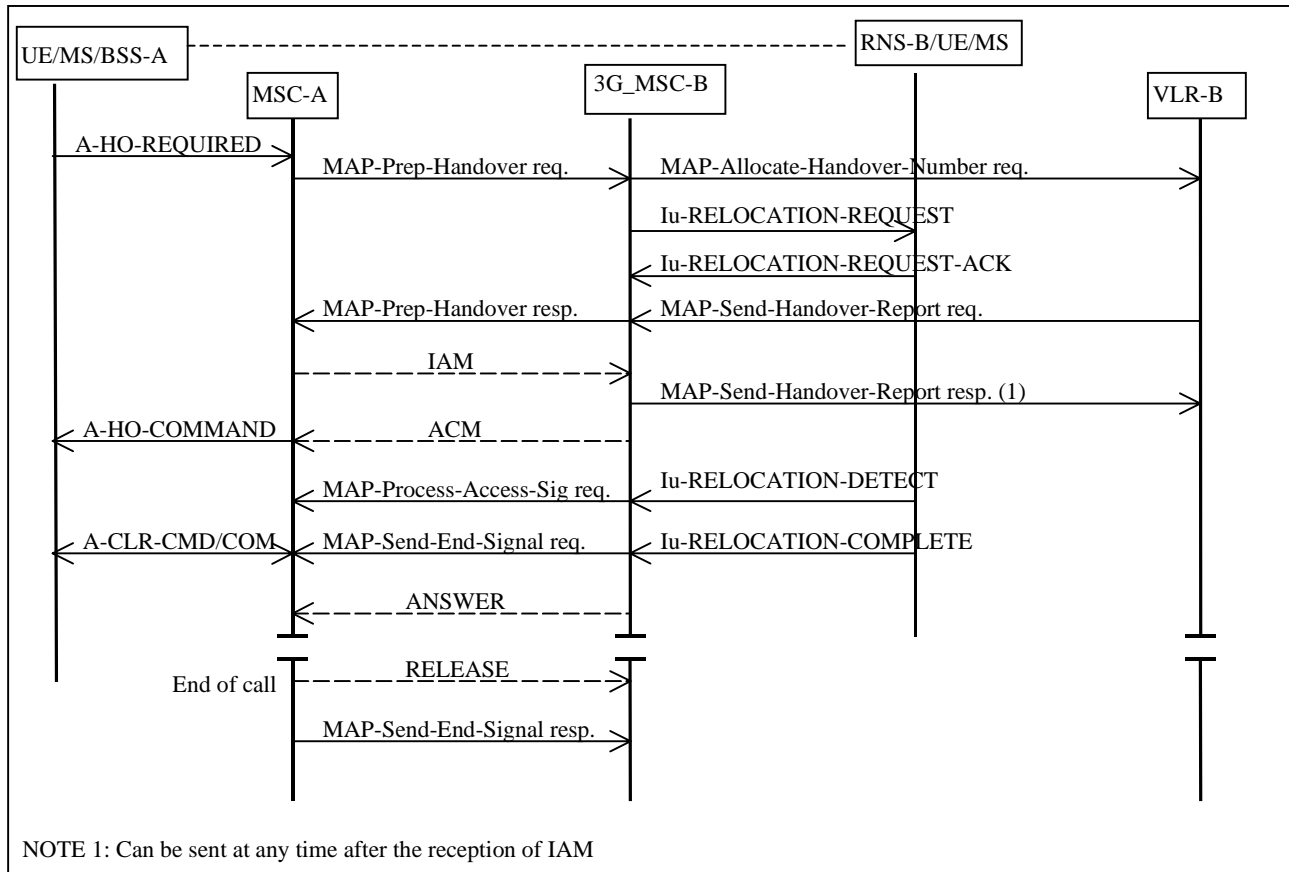 UE/MS/BSS-A
RNS-B/UE/MS
MSC-A
3G_MSC-B
VLR-B
A-HO-REQUIRED
MAP-Prep-Handover req.
MAP-Allocate-Handover-Number req.
Iu-RELOCATION-REQUEST
Iu-RELOCATION-REQUEST-ACK
MAP-Prep-Handover resp.
MAP-Send-Handover-Report req.
IAM
MAP-Send-Handover-Report resp. (1)
A-HO-COMMAND
ACM
Iu-RELOCATION-DETECT
MAP-Process-Access-Sig req.
A-CLR-CMD/COM
MAP-Send-End-Signal req.
Iu-RELOCATION-COMPLETE
ANSWER
RELEASE
End of call
MAP-Send-End-Signal resp.
NOTE 1: Can be sent at any time after the reception of IAM